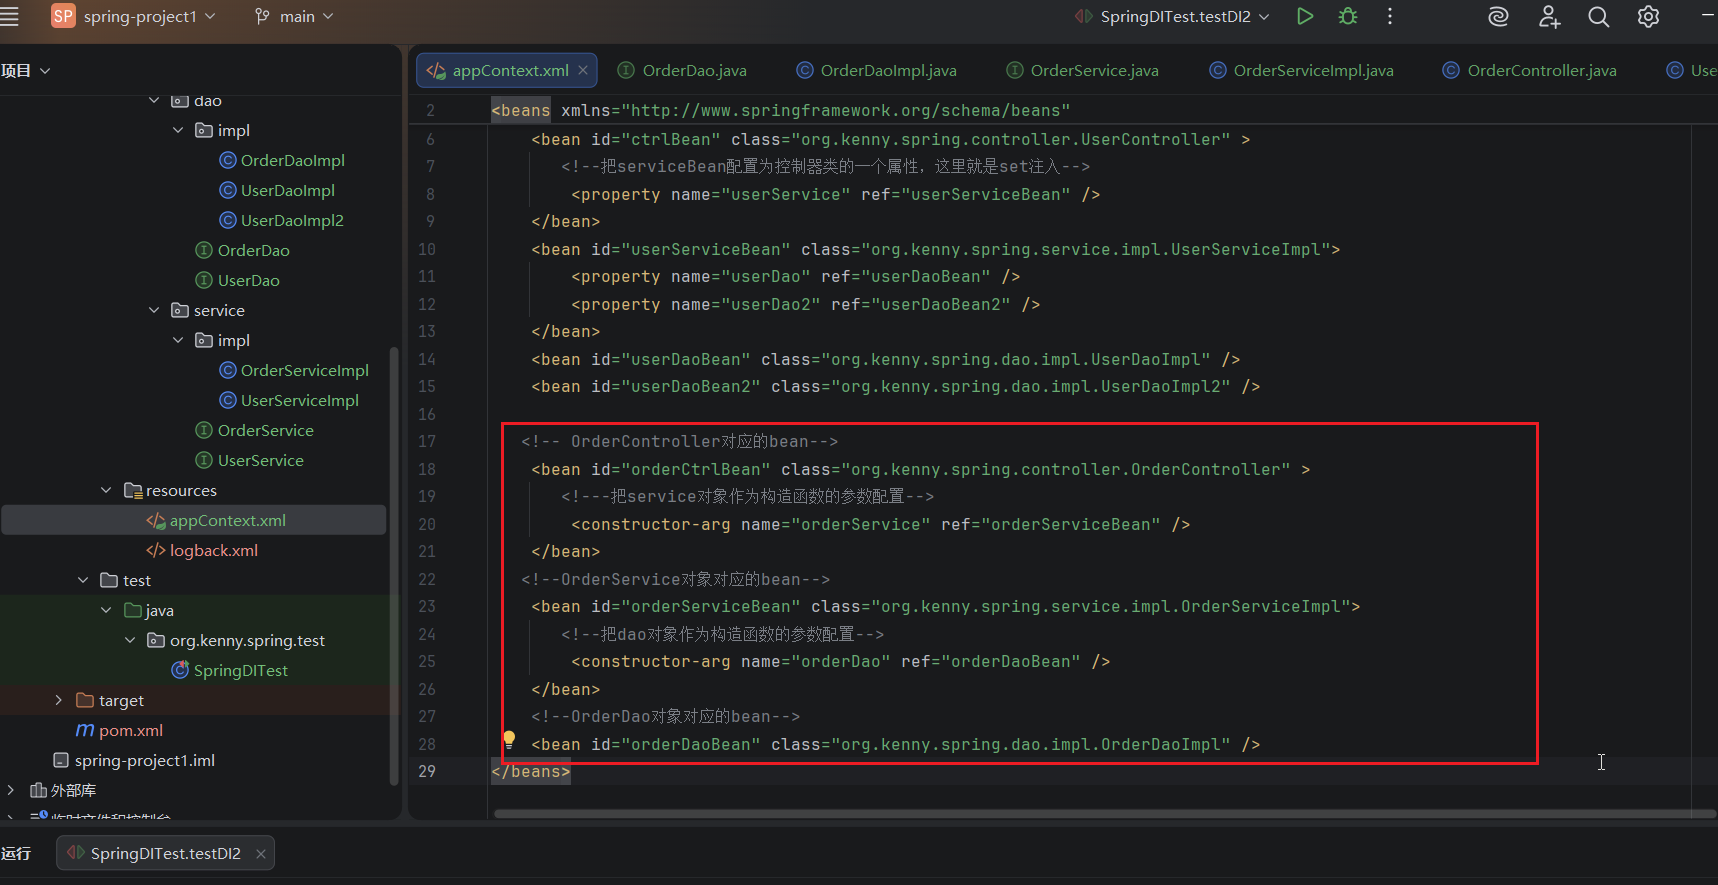 SP spring-project1 main SpringDITest.testDI2
项目
appContext.xml OrderDao.java OrderDaoImpl.java OrderService.java OrderServiceImpl.java OrderController.java Use
dao
impl
OrderDaoImpl
UserDaoImpl
UserDaoImpl2
OrderDao
UserDao
service
impl
OrderServiceImpl
UserServiceImpl
OrderService
UserService
resources
appContext.xml
logback.xml
test
java
org.kenny.spring.test
SpringDITest
target
pom.xml
spring-project1.iml
外部库
临时文件和控制台
2 <beans xmlns="http://www.springframework.org/schema/beans"
6 <bean id="ctrlBean" class="org.kenny.spring.controller.UserController" >
7 <!--把serviceBean配置为控制器类的一个属性，这里就是set注入-->
8 <property name="userService" ref="userServiceBean" />
9 </bean>
10 <bean id="userServiceBean" class="org.kenny.spring.service.impl.UserServiceImpl">
11 <property name="userDao" ref="userDaoBean" />
12 <property name="userDao2" ref="userDaoBean2" />
13 </bean>
14 <bean id="userDaoBean" class="org.kenny.spring.dao.impl.UserDaoImpl" />
15 <bean id="userDaoBean2" class="org.kenny.spring.dao.impl.UserDaoImpl2" />
16
17 <!-- OrderController对应的bean-->
18 <bean id="orderCtrlBean" class="org.kenny.spring.controller.OrderController" >
19 <!---把service对象作为构造函数的参数配置-->
20 <constructor-arg name="orderService" ref="orderServiceBean" />
21 </bean>
22 <!--OrderService对象对应的bean-->
23 <bean id="orderServiceBean" class="org.kenny.spring.service.impl.OrderServiceImpl">
24 <!--把dao对象作为构造函数的参数配置-->
25 <constructor-arg name="orderDao" ref="orderDaoBean" />
26 </bean>
27 <!--OrderDao对象对应的bean-->
28 <bean id="orderDaoBean" class="org.kenny.spring.dao.impl.OrderDaoImpl" />
29 </beans>
运行 SpringDITest.testDI2